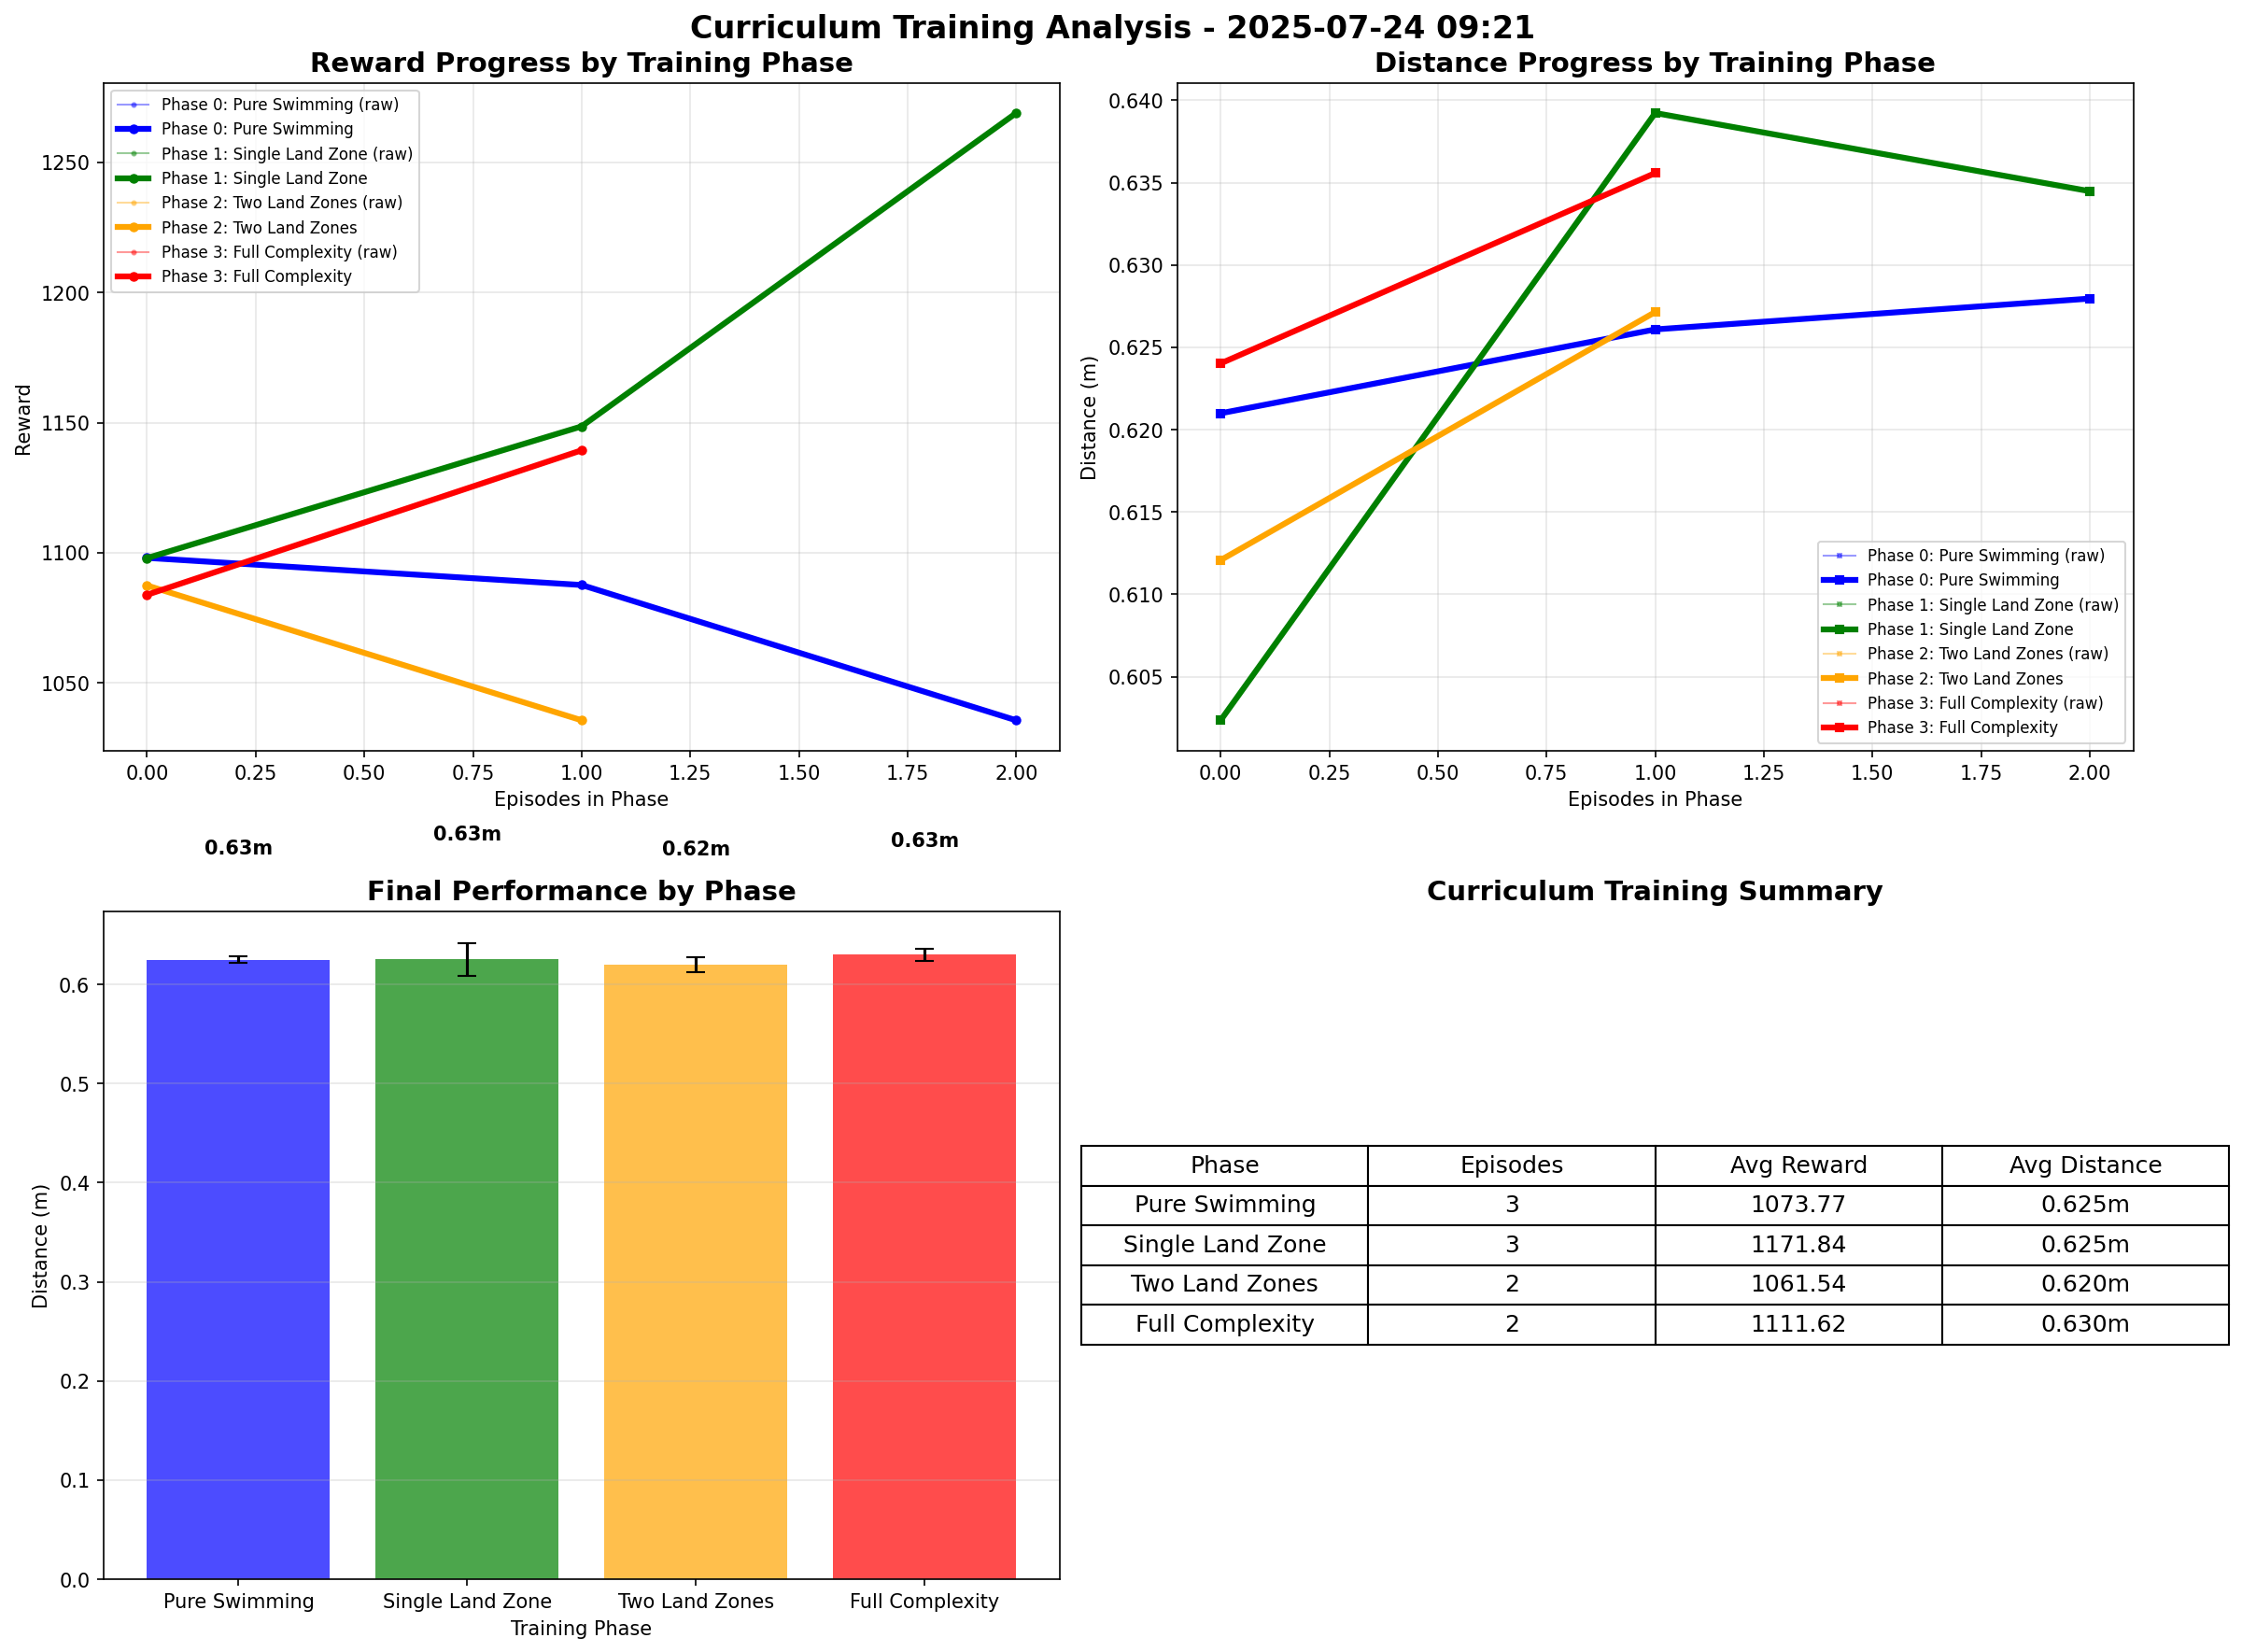 Curriculum Training Analysis - 2025-07-24 09:21
Reward Progress by Training Phase
Reward
1250
1200
1150
1100
1050
Phase 0: Pure Swimming (raw)
Phase 0: Pure Swimming
Phase 1: Single Land Zone (raw)
Phase 1: Single Land Zone
Phase 2: Two Land Zones (raw)
Phase 2: Two Land Zones
Phase 3: Full Complexity (raw)
Phase 3: Full Complexity
0.00 0.25 0.50 0.75 1.00 1.25 1.50 1.75 2.00
Episodes in Phase
Distance Progress by Training Phase
Distance (m)
0.640
0.635
0.630
0.625
0.620
0.615
0.610
0.605
Phase 0: Pure Swimming (raw)
Phase 0: Pure Swimming
Phase 1: Single Land Zone (raw)
Phase 1: Single Land Zone
Phase 2: Two Land Zones (raw)
Phase 2: Two Land Zones
Phase 3: Full Complexity (raw)
Phase 3: Full Complexity
0.00 0.25 0.50 0.75 1.00 1.25 1.50 1.75 2.00
Episodes in Phase
0.63m 0.63m 0.62m 0.63m
Final Performance by Phase
Distance (m)
0.6
0.5
0.4
0.3
0.2
0.1
0.0
Pure Swimming Single Land Zone Two Land Zones Full Complexity
Training Phase
Curriculum Training Summary
Phase Episodes Avg Reward Avg Distance
Pure Swimming 3 1073.77 0.625m
Single Land Zone 3 1171.84 0.625m
Two Land Zones 2 1061.54 0.620m
Full Complexity 2 1111.62 0.630m